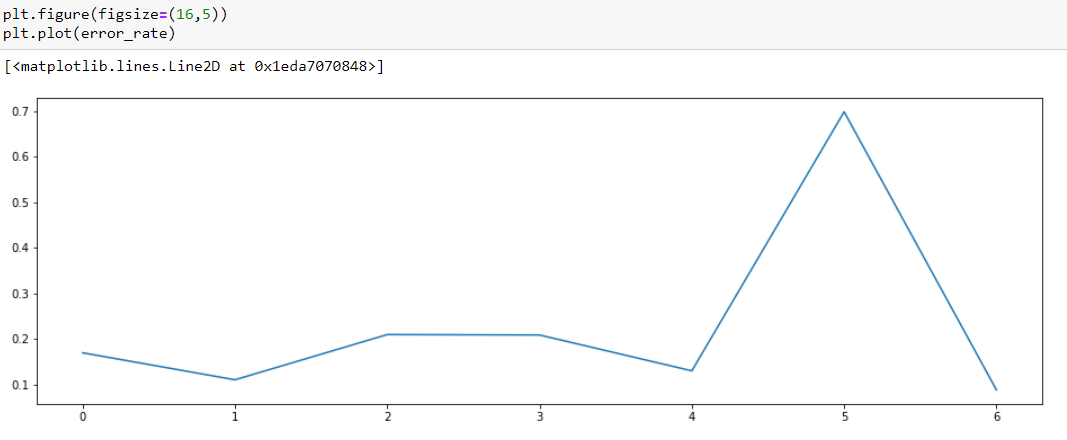 plt.figure(figsize=(16,5))
plt.plot(error_rate)
[<matplotlib.lines.Line2D at 0x1eda7070848>]
0.7
0.6
0.5
0.4
0.3
0.2
0.1
0 1 2 3 4 5 6